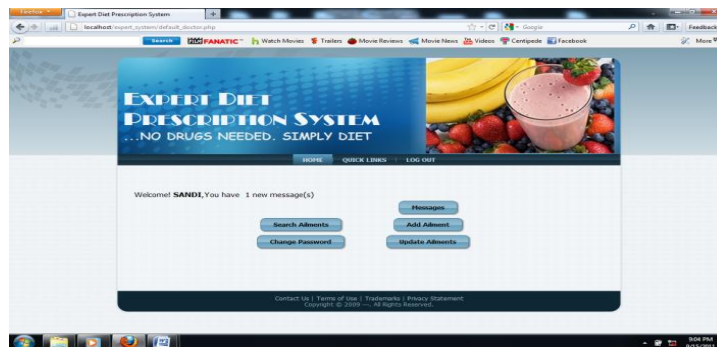 Firefox
Expert Diet Prescription System
localhost/expert_system/default_doctor.php
Google
Feedback
Search
FANATIC
Watch Movies
Trailers
Movie Reviews
Movie News
Videos
Centipede
Facebook
More
EXPERT DIET
PRESCRIPTION SYSTEM
...NO DRUGS NEEDED. SIMPLY DIET
HOME
QUICK LINKS
LOG OUT
Welcome! SANDI, You have 1 new message(s)
Messages
Search Ailments
Add Ailment
Change Password
Update Ailments
Contact Us | Terms of Use | Trademarks | Privacy Statement
Copyright © 2009 ---. All Rights Reserved.
9:04 PM